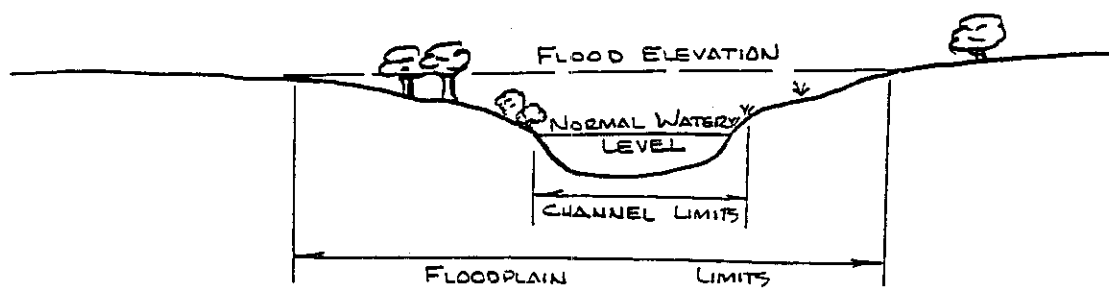 FLOOD ELEVATION
NORMAL WATER
LEVEL
CHANNEL LIMITS
FLOODPLAIN LIMITS